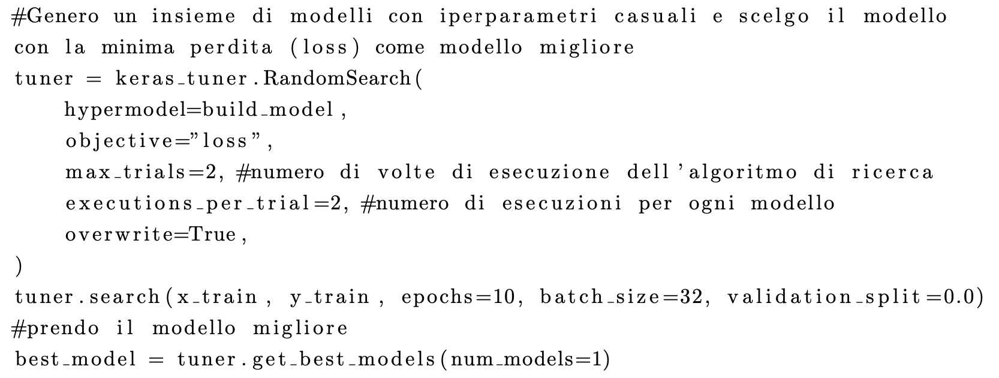 #Genero un insieme di modelli con iperparametri casuali e scelgo il modello
con la minima perdita (loss) come modello migliore
tuner = keras_tuner.RandomSearch(
    hypermodel=build_model,
    objective=”loss”,
    max_trials=2, #numero di volte di esecuzione dell’algoritmo di ricerca
    executions_per_trial=2, #numero di esecuzioni per ogni modello
    overwrite=True,
)
tuner.search(x_train, y_train, epochs=10, batch_size=32, validation_split=0.0)
#prendo il modello migliore
best_model = tuner.get_best_models(num_models=1)